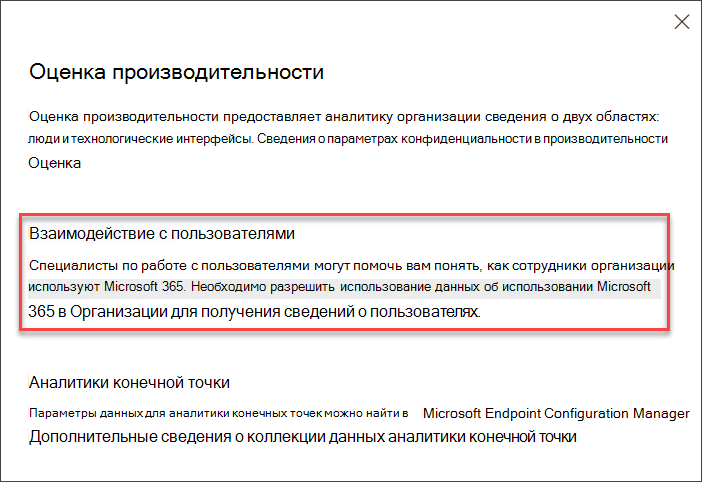 Оценка производительности
Оценка производительности предоставляет аналитику организации сведения о двух областях:
люди и технологические интерфейсы. Сведения о параметрах конфиденциальности в производительности
Оценка
Взаимодействие с пользователями
Специалисты по работе с пользователями могут помочь вам понять, как сотрудники организации
используют Microsoft 365. Необходимо разрешить использование данных об использовании Microsoft
365 в Организации для получения сведений о пользователях.
Аналитики конечной точки
Параметры данных для аналитики конечных точек можно найти в Microsoft Endpoint Configuration Manager
Дополнительные сведения о коллекции данных аналитики конечной точки